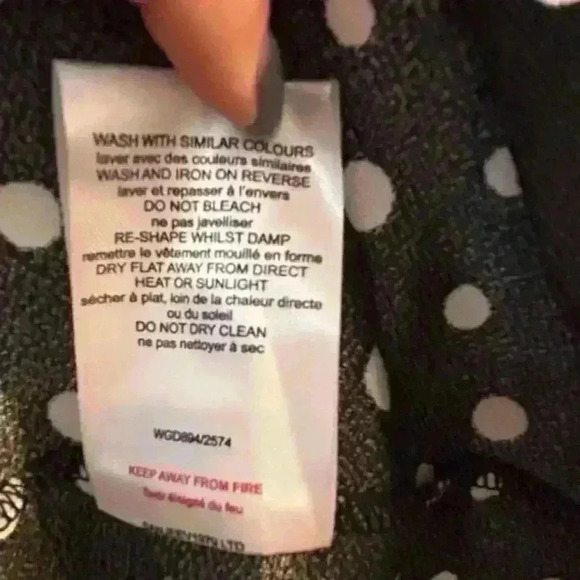 WASH WITH SIMILAR COLOURS
laver avec des couleurs similaires
WASH AND IRON ON REVERSE
laver et repasser à l'envers
DO NOT BLEACH
ne pas javelliser
RE-SHAPE WHILST DAMP
remettre le vêtement mouillé en forme
DRY FLAT AWAY FROM DIRECT
HEAT OR SUNLIGHT
sécher à plat, loin de la chaleur directe
ou du soleil
DO NOT DRY CLEAN
ne pas nettoyer à sec
WGD894/2574
KEEP AWAY FROM FIRE
du feu
LTD